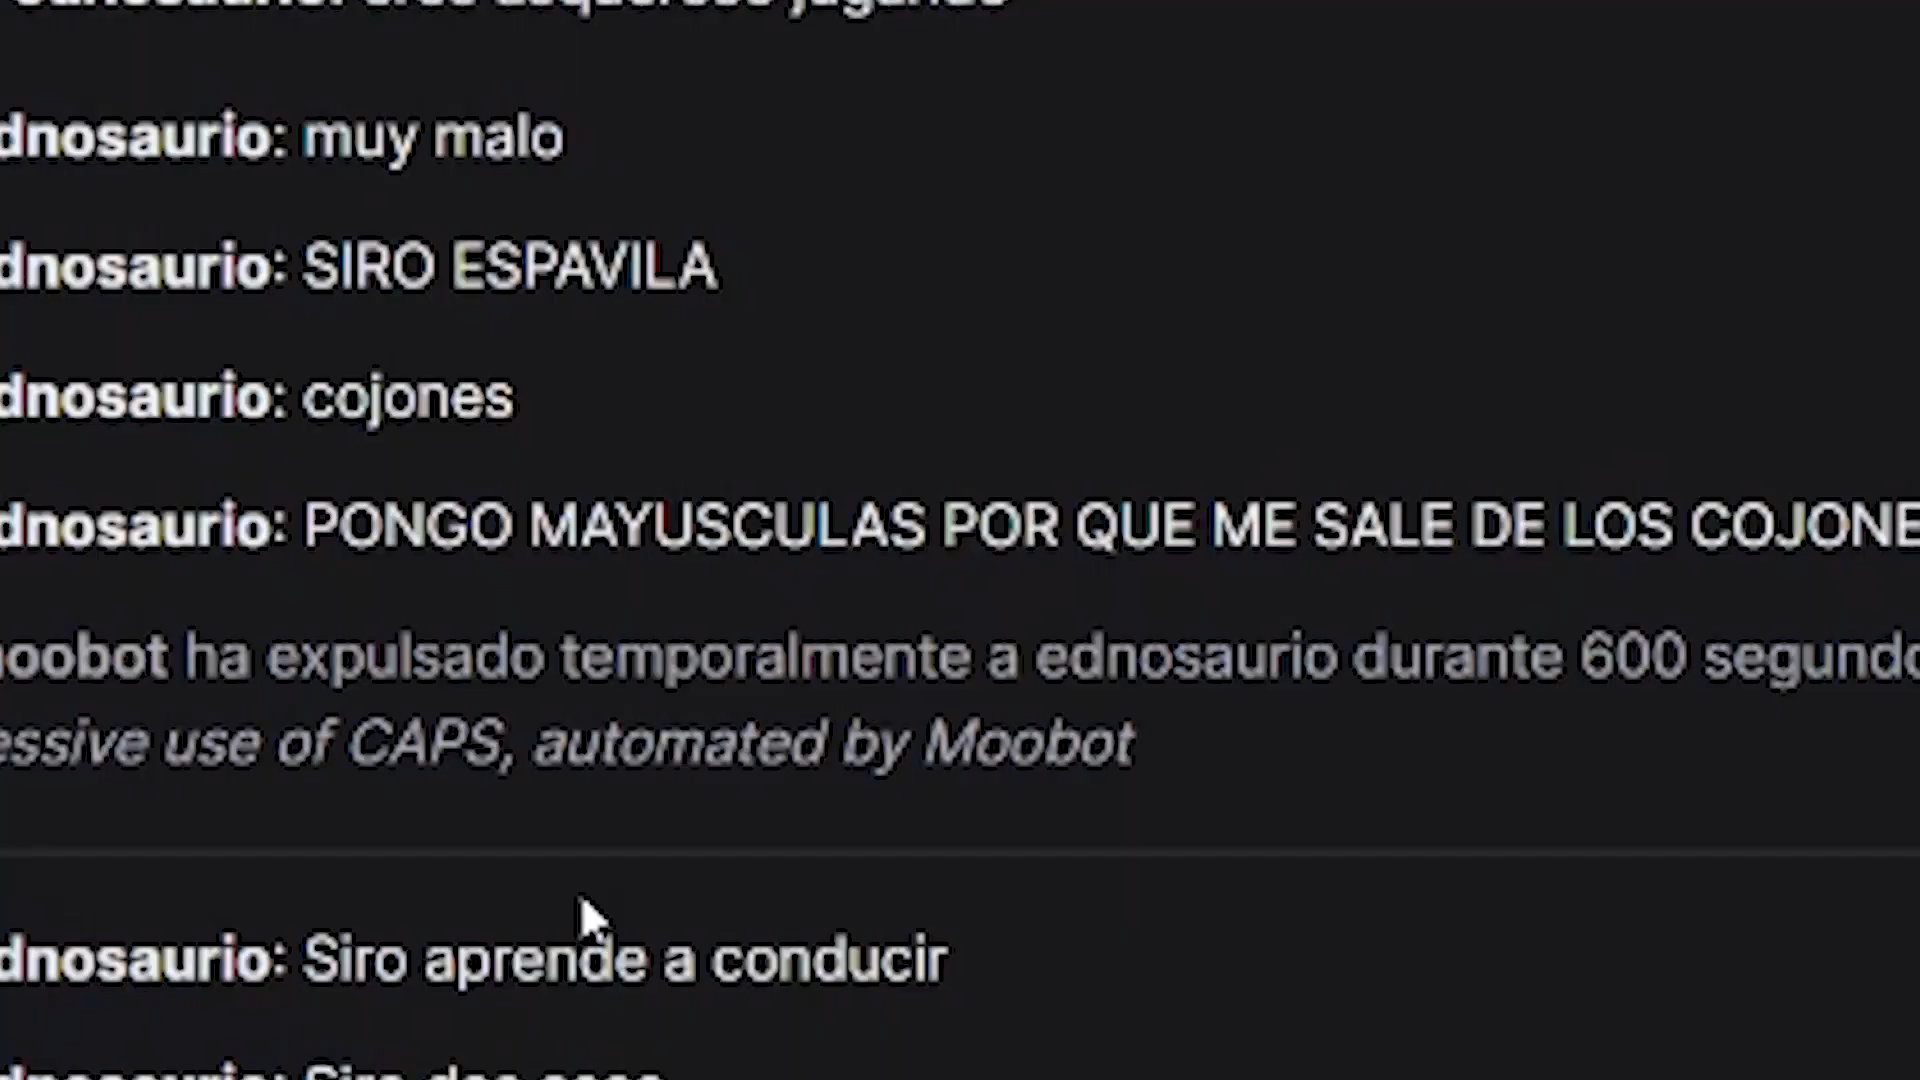 dnosaurio: muy malo
dnosaurio: SIRO ESPAVILA
dnosaurio: cojones
dnosaurio: PONGO MAYUSCULAS POR QUE ME SALE DE LOS COJONE
oobot ha expulsado temporalmente a ednosaurio durante 600 segundo
essive use of CAPS, automated by Moobot
dnosaurio: Siro aprende a conducir